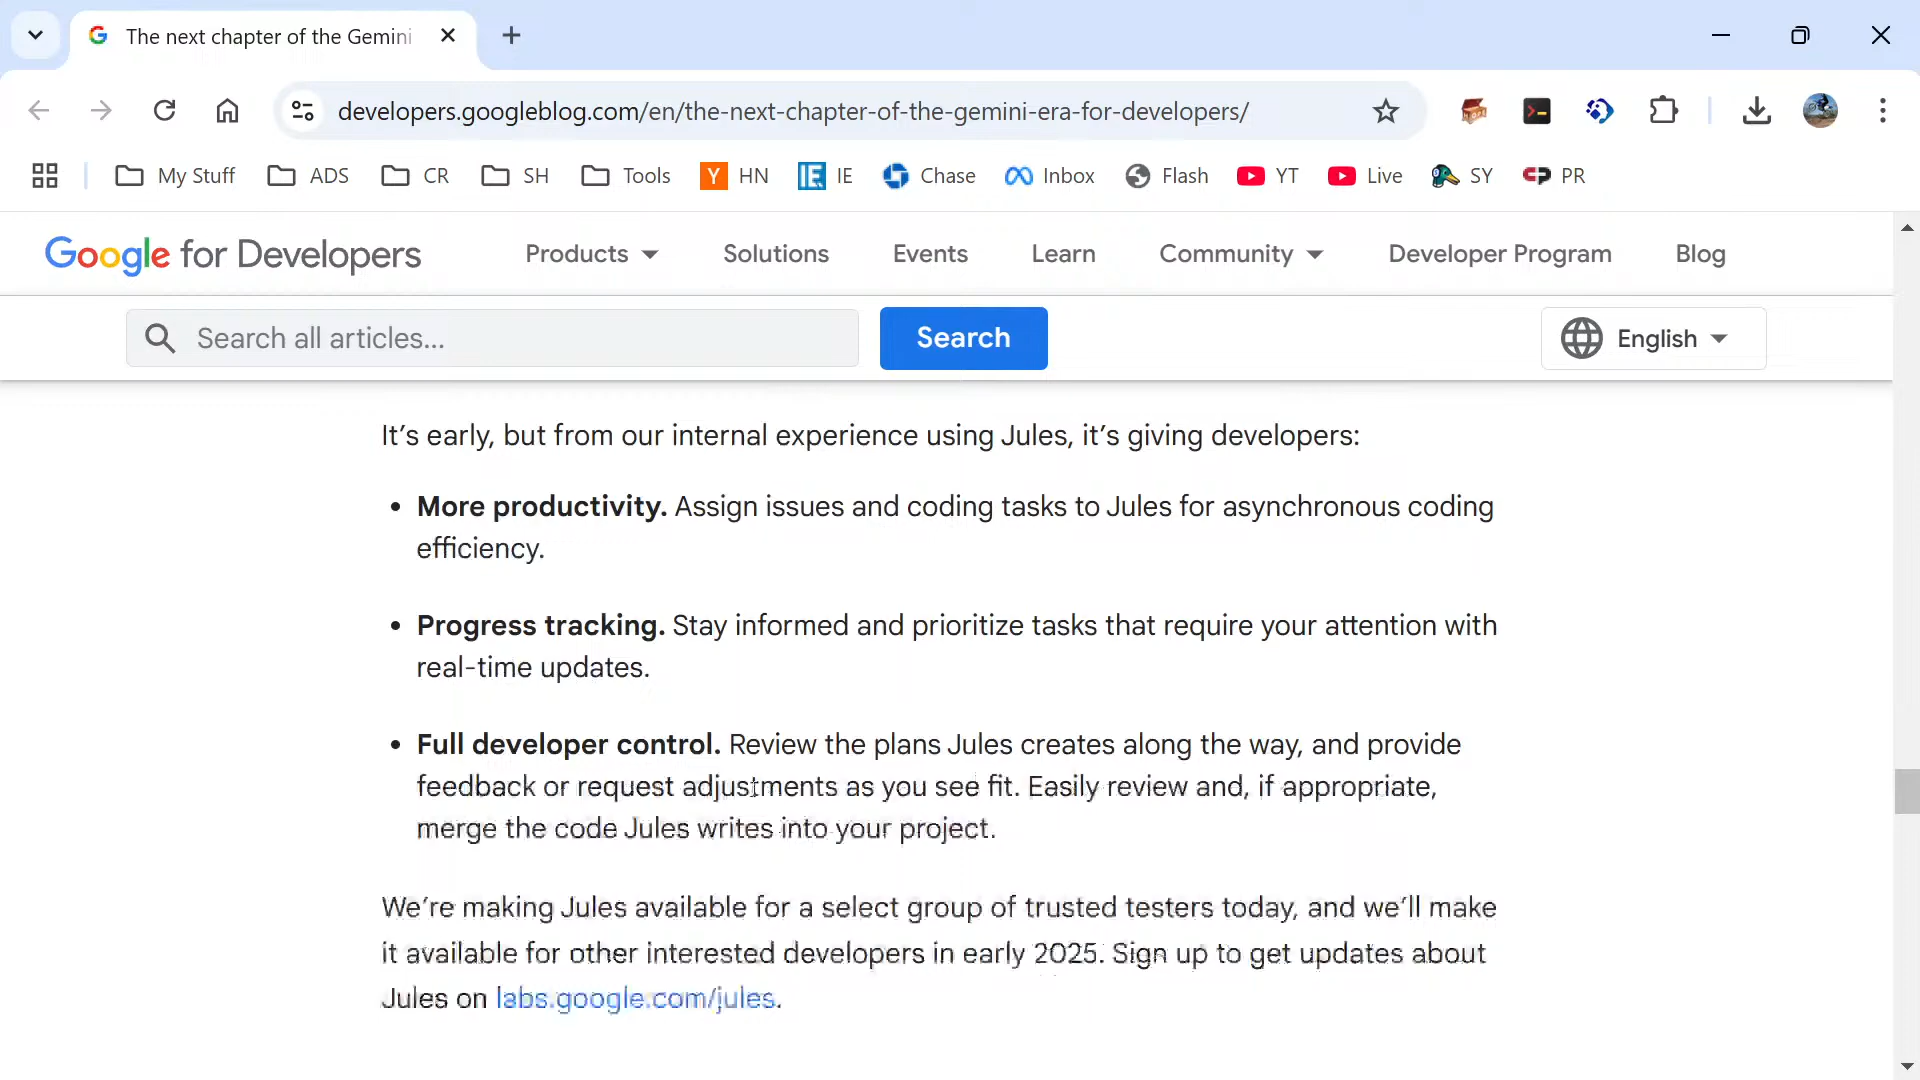 The next chapter of the Gemini
developers.googleblog.com/en/the-next-chapter-of-the-gemini-era-for-developers/
My Stuff ADS CR SH Tools Y HN IE IE Chase Inbox Flash YT Live SY CP PR
Google for Developers Products Solutions Events Learn Community Developer Program Blog
Search all articles... Search English
It’s early, but from our internal experience using Jules, it’s giving developers:
• More productivity. Assign issues and coding tasks to Jules for asynchronous coding
efficiency.
• Progress tracking. Stay informed and prioritize tasks that require your attention with
real-time updates.
• Full developer control. Review the plans Jules creates along the way, and provide
feedback or request adjustments as you see fit. Easily review and, if appropriate,
merge the code Jules writes into your project.
We’re making Jules available for a select group of trusted testers today, and we’ll make
it available for other interested developers in early 2025. Sign up to get updates about
Jules on labs.google.com/jules.